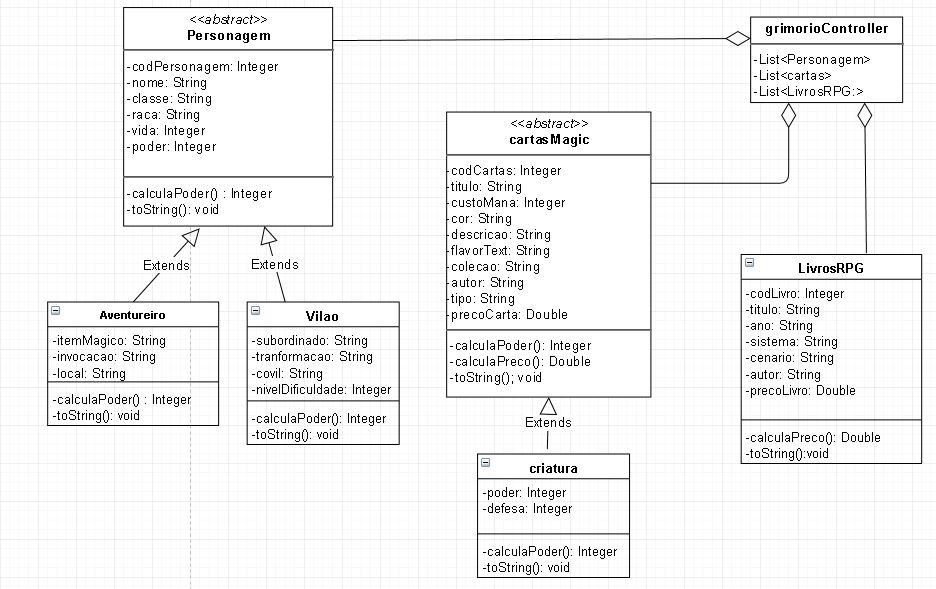 <<abstract>>
Personagem
-codPersonagem: Integer
-nome: String
-classe: String
-raca: String
-vida: Integer
-poder: Integer
-calculaPoder() : Integer
-toString(): void
grimorioController
-List<Personagem>
-List<cartas>
-List<LivrosRPG:>
<<abstract>>
cartasMagic
-codCartas: Integer
-titulo: String
-custoMana: Integer
-cor: String
-descricao: String
-flavorText: String
-colecao: String
-autor: String
-tipo: String
-precoCarta: Double
-calculaPoder(): Integer
-calculaPreco(): Double
-toString(); void
Extends
Extends
LivrosRPG
-codLivro: Integer
-titulo: String
-ano: String
-sistema: String
-cenario: String
-autor: String
-precoLivro: Double
-calculaPreco(): Double
-toString():void
Aventureiro
-itemMagico: String
-invocacao: String
-local: String
-calculaPoder() : Integer
-toString(): void
Vilao
-subordinado: String
-tranformacao: String
-covil: String
-nivelDificuldade: Integer
-calculaPoder(): Integer
-toString(): void
Extends
criatura
-poder: Integer
-defesa: Integer
-calculaPoder(): Integer
-toString(): void